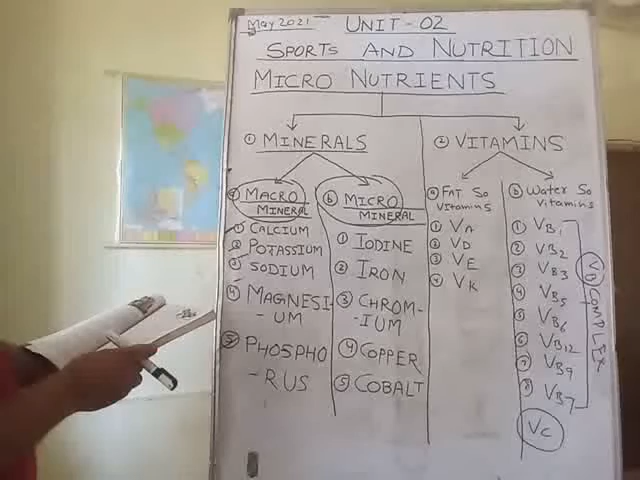 May 2021
UNIT - 02
SPORTS AND NUTRITION
MICRO NUTRIENTS
① MINERALS
② VITAMINS
ⓐ MACRO
MINERAL
① CALCIUM
② POTASSIUM
③ SODIUM
④ MAGNESI-
-UM
⑤ PHOSPHO
-RUS
ⓑ MICRO
MINERAL
① IODINE
② IRON
③ CHROM-
-IUM
④ COPPER
⑤ COBALT
ⓐ FAT SO
VITAMINS
① VA
② VD
③ VE
④ VK
ⓑ WATER SO
VITAMINS
① VB1
② VB2
③ VB3
④ VB5
⑤ VB6
⑥ VB12
⑦ VB9
⑧ VB7
COMPLEX
VC